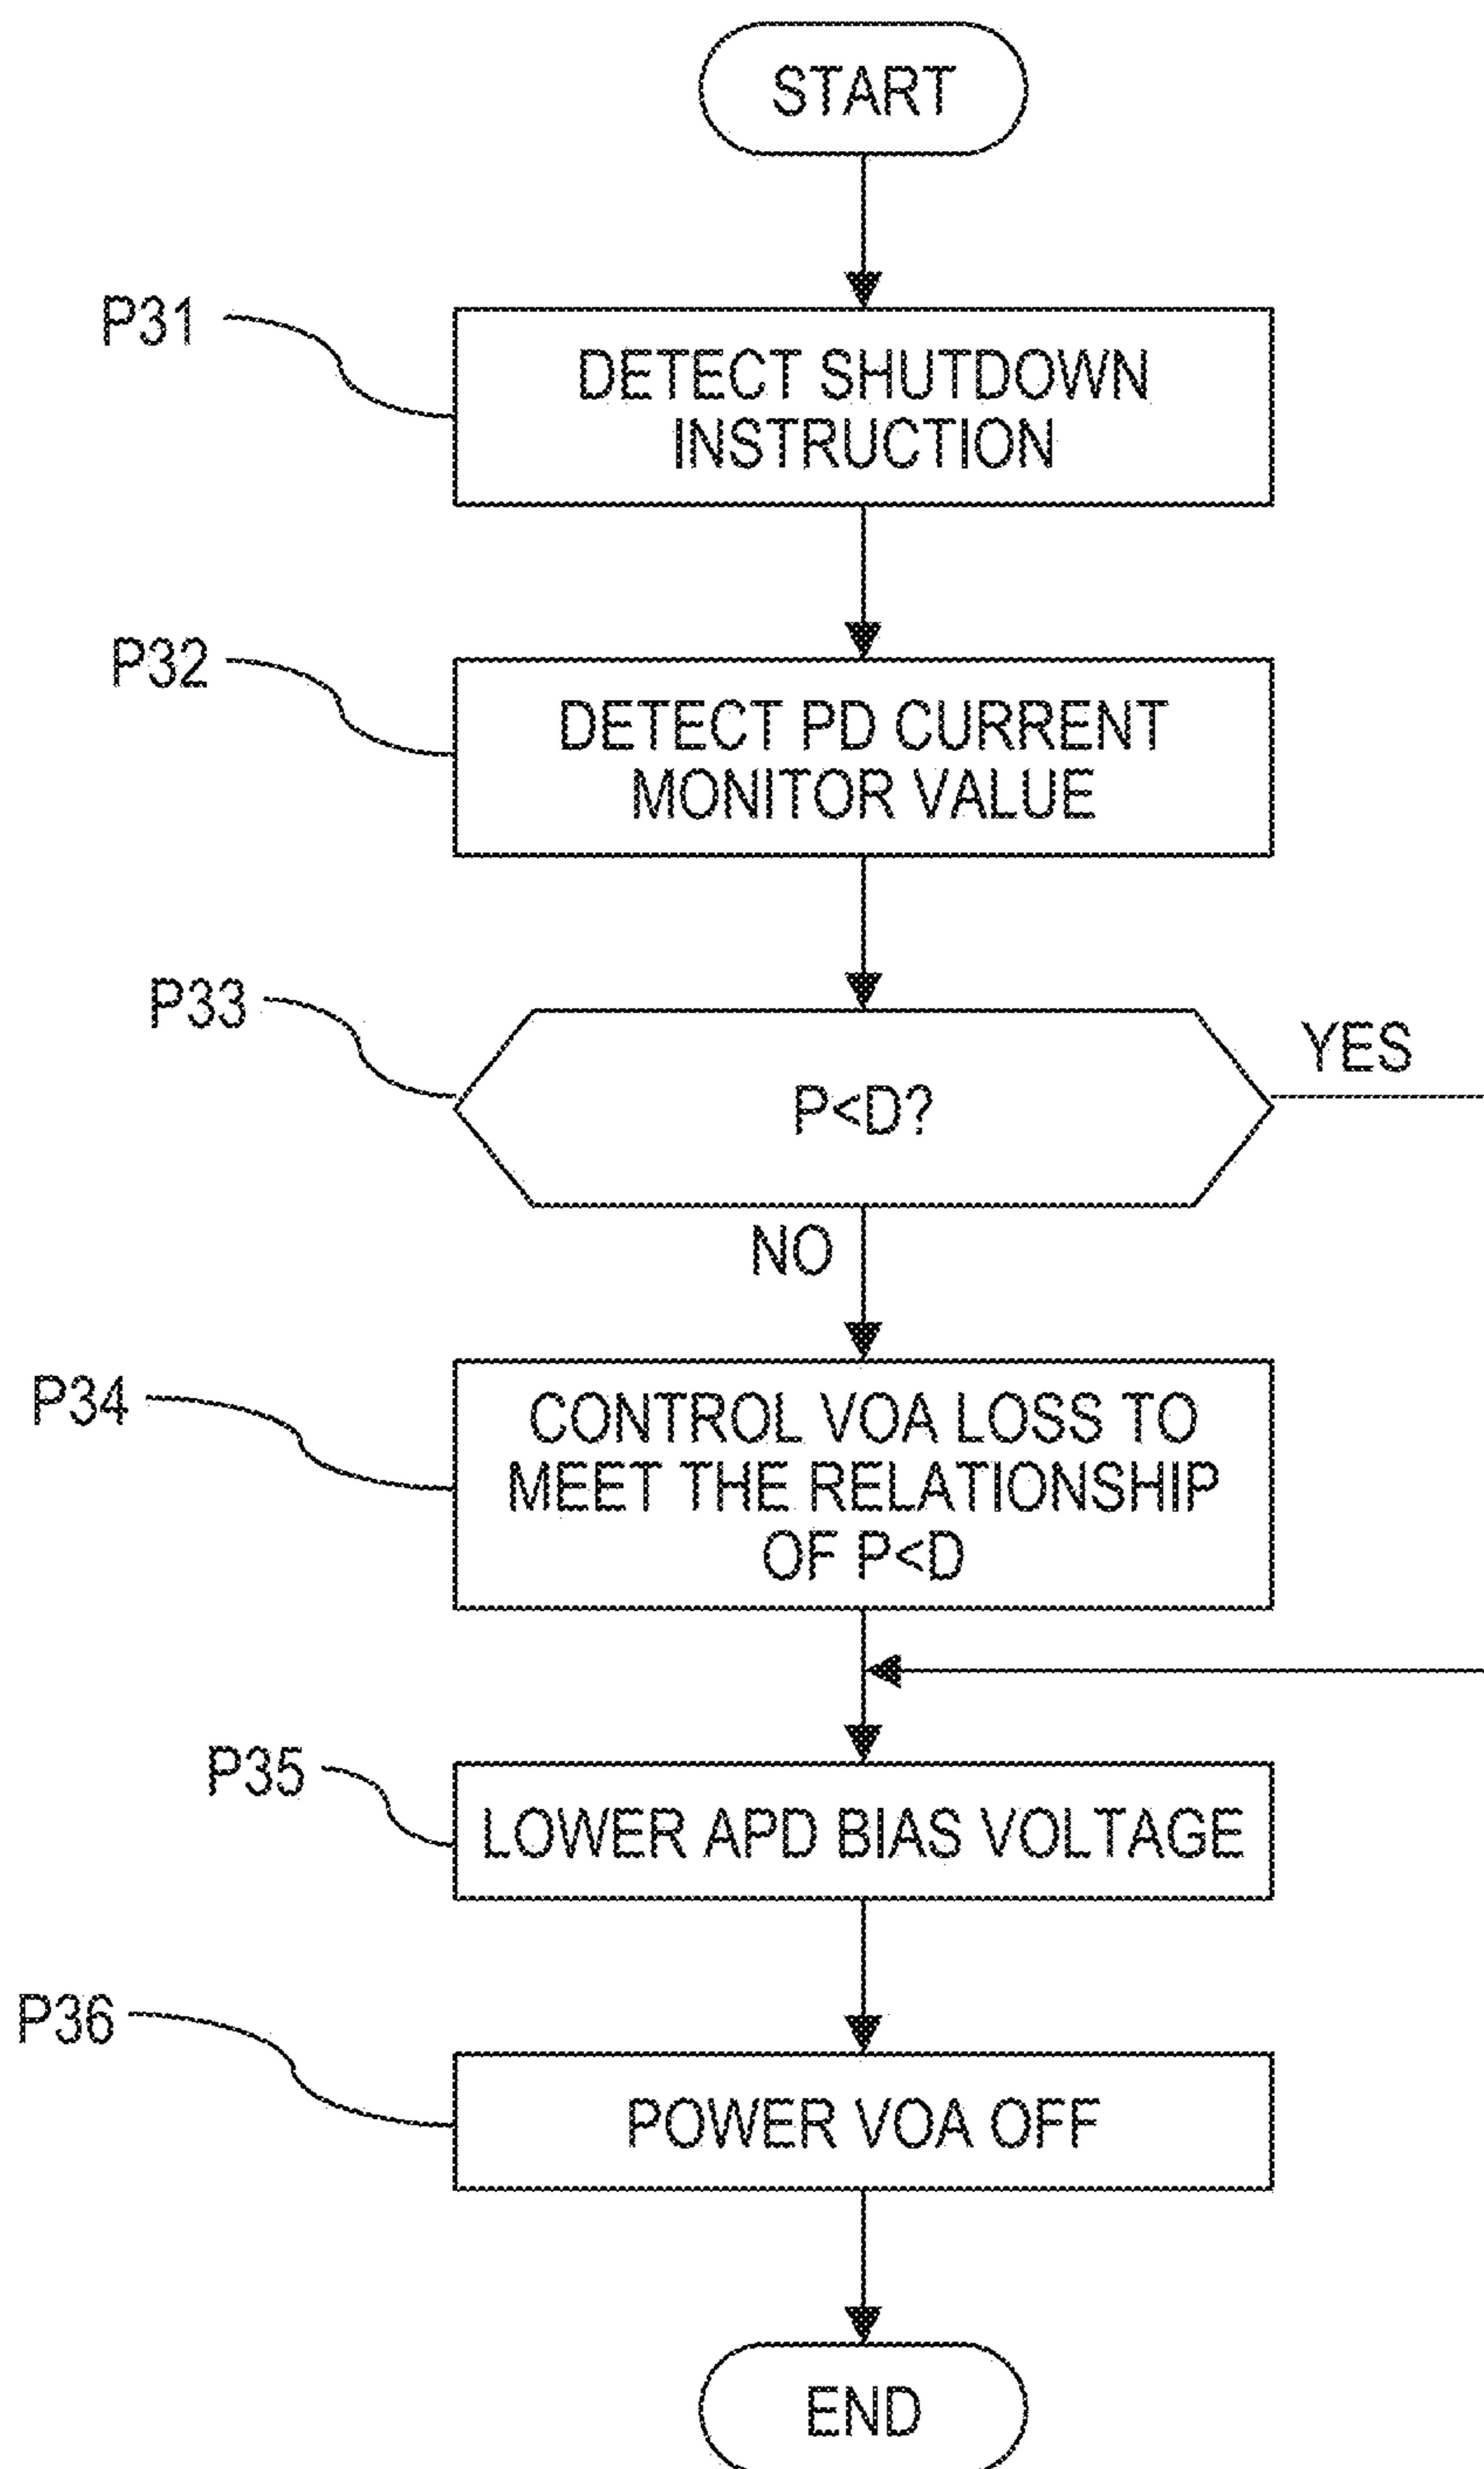 START
P31
DETECT SHUTDOWN
INSTRUCTION
P32
DETECT PD CURRENT
MONITOR VALUE
P33
P<D?
YES
NO
P34
CONTROL VOA LOSS TO
MEET THE RELATIONSHIP
OF P<D
P35
LOWER APD BIAS VOLTAGE
P36
POWER VOA OFF
END